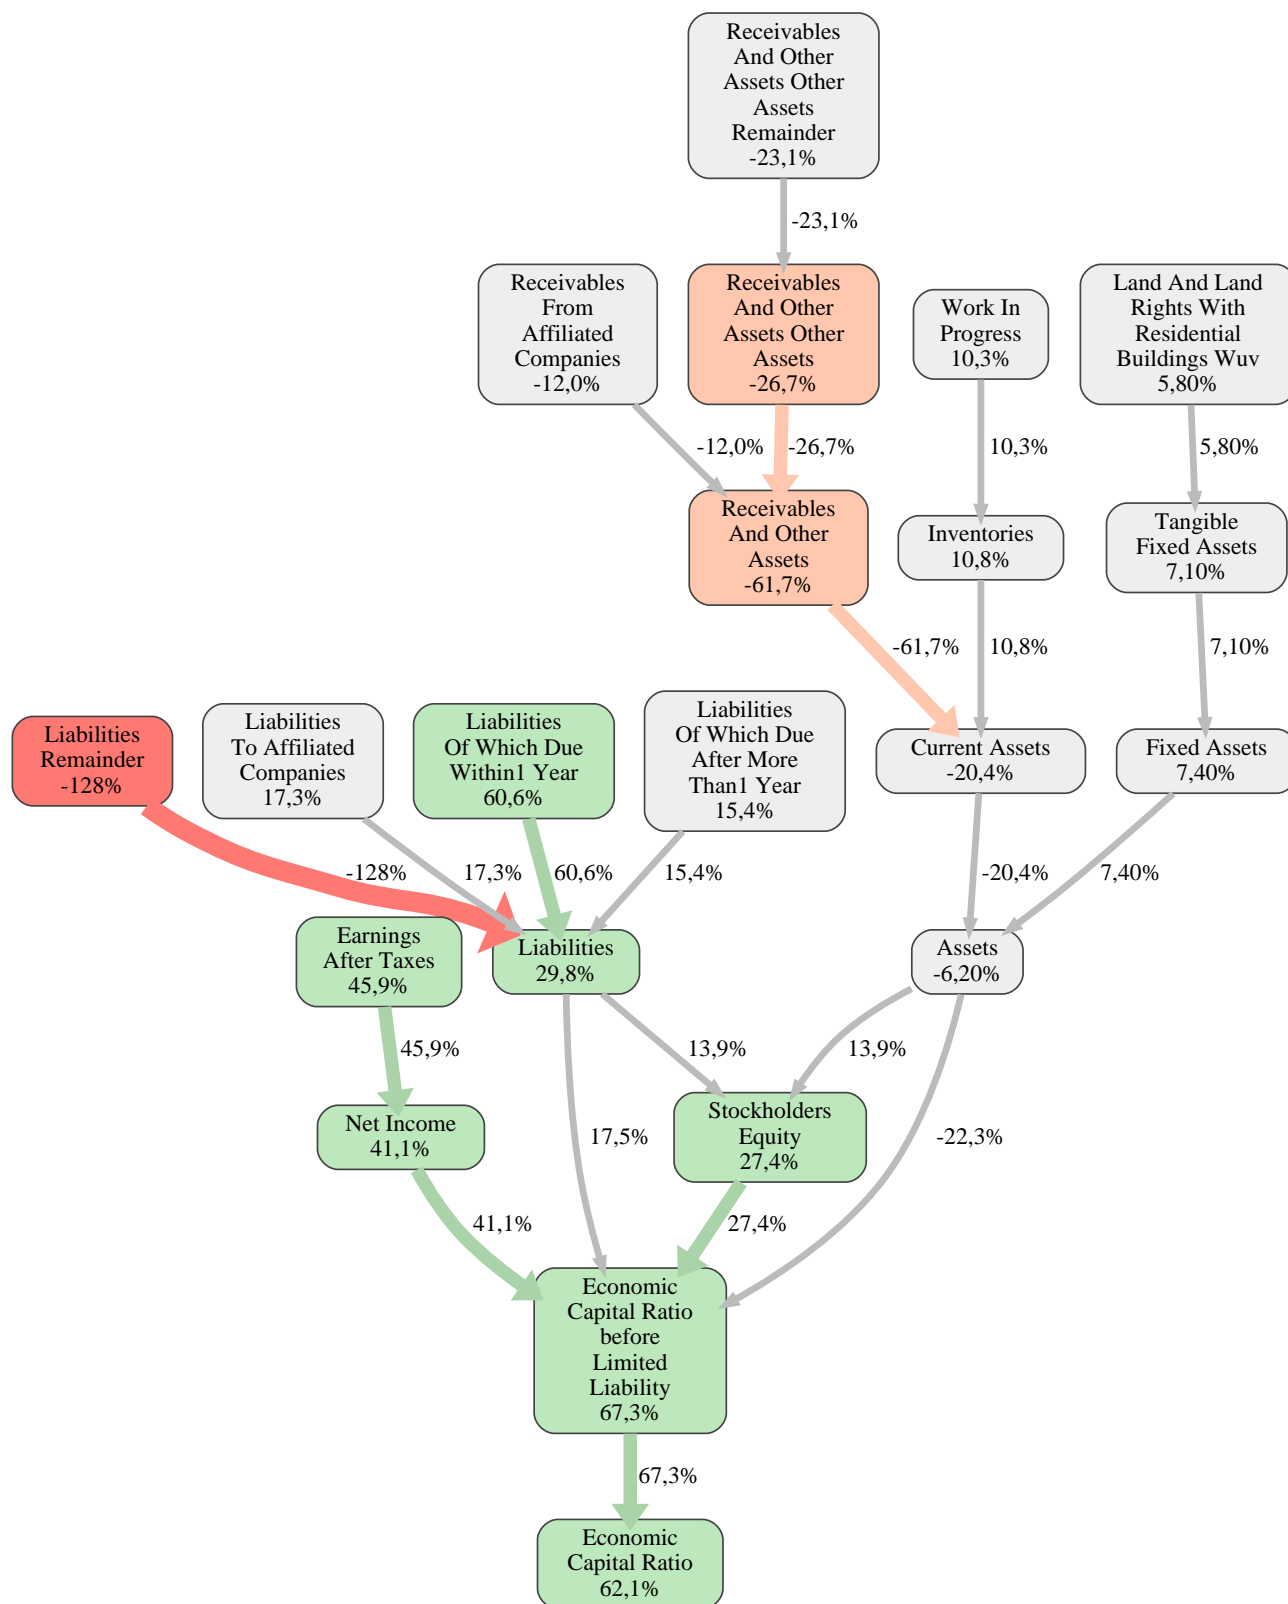 Receivables
And Other
Assets Other
Assets
Remainder
-23,1%
-23,1%
Receivables
From
Affiliated
Companies
-12,0%
Receivables
And Other
Assets Other
Assets
-26,7%
Work In
Progress
10,3%
Land And Land
Rights With
Residential
Buildings Wuv
5,80%
-12,0%
-26,7%
10,3%
5,80%
Receivables
And Other
Assets
-61,7%
Inventories
10,8%
Tangible
Fixed Assets
7,10%
-61,7%
10,8%
7,10%
Liabilities
Remainder
-128%
Liabilities
To Affiliated
Companies
17,3%
Liabilities
Of Which Due
Within1 Year
60,6%
Liabilities
Of Which Due
After More
Than1 Year
15,4%
Current Assets
-20,4%
Fixed Assets
7,40%
-128%
17,3%
60,6%
15,4%
-20,4%
7,40%
Earnings
After Taxes
45,9%
Liabilities
29,8%
Assets
-6,20%
45,9%
13,9%
13,9%
Net Income
41,1%
17,5%
Stockholders
Equity
27,4%
-22,3%
41,1%
27,4%
Economic
Capital Ratio
before
Limited
Liability
67,3%
67,3%
Economic
Capital Ratio
62,1%